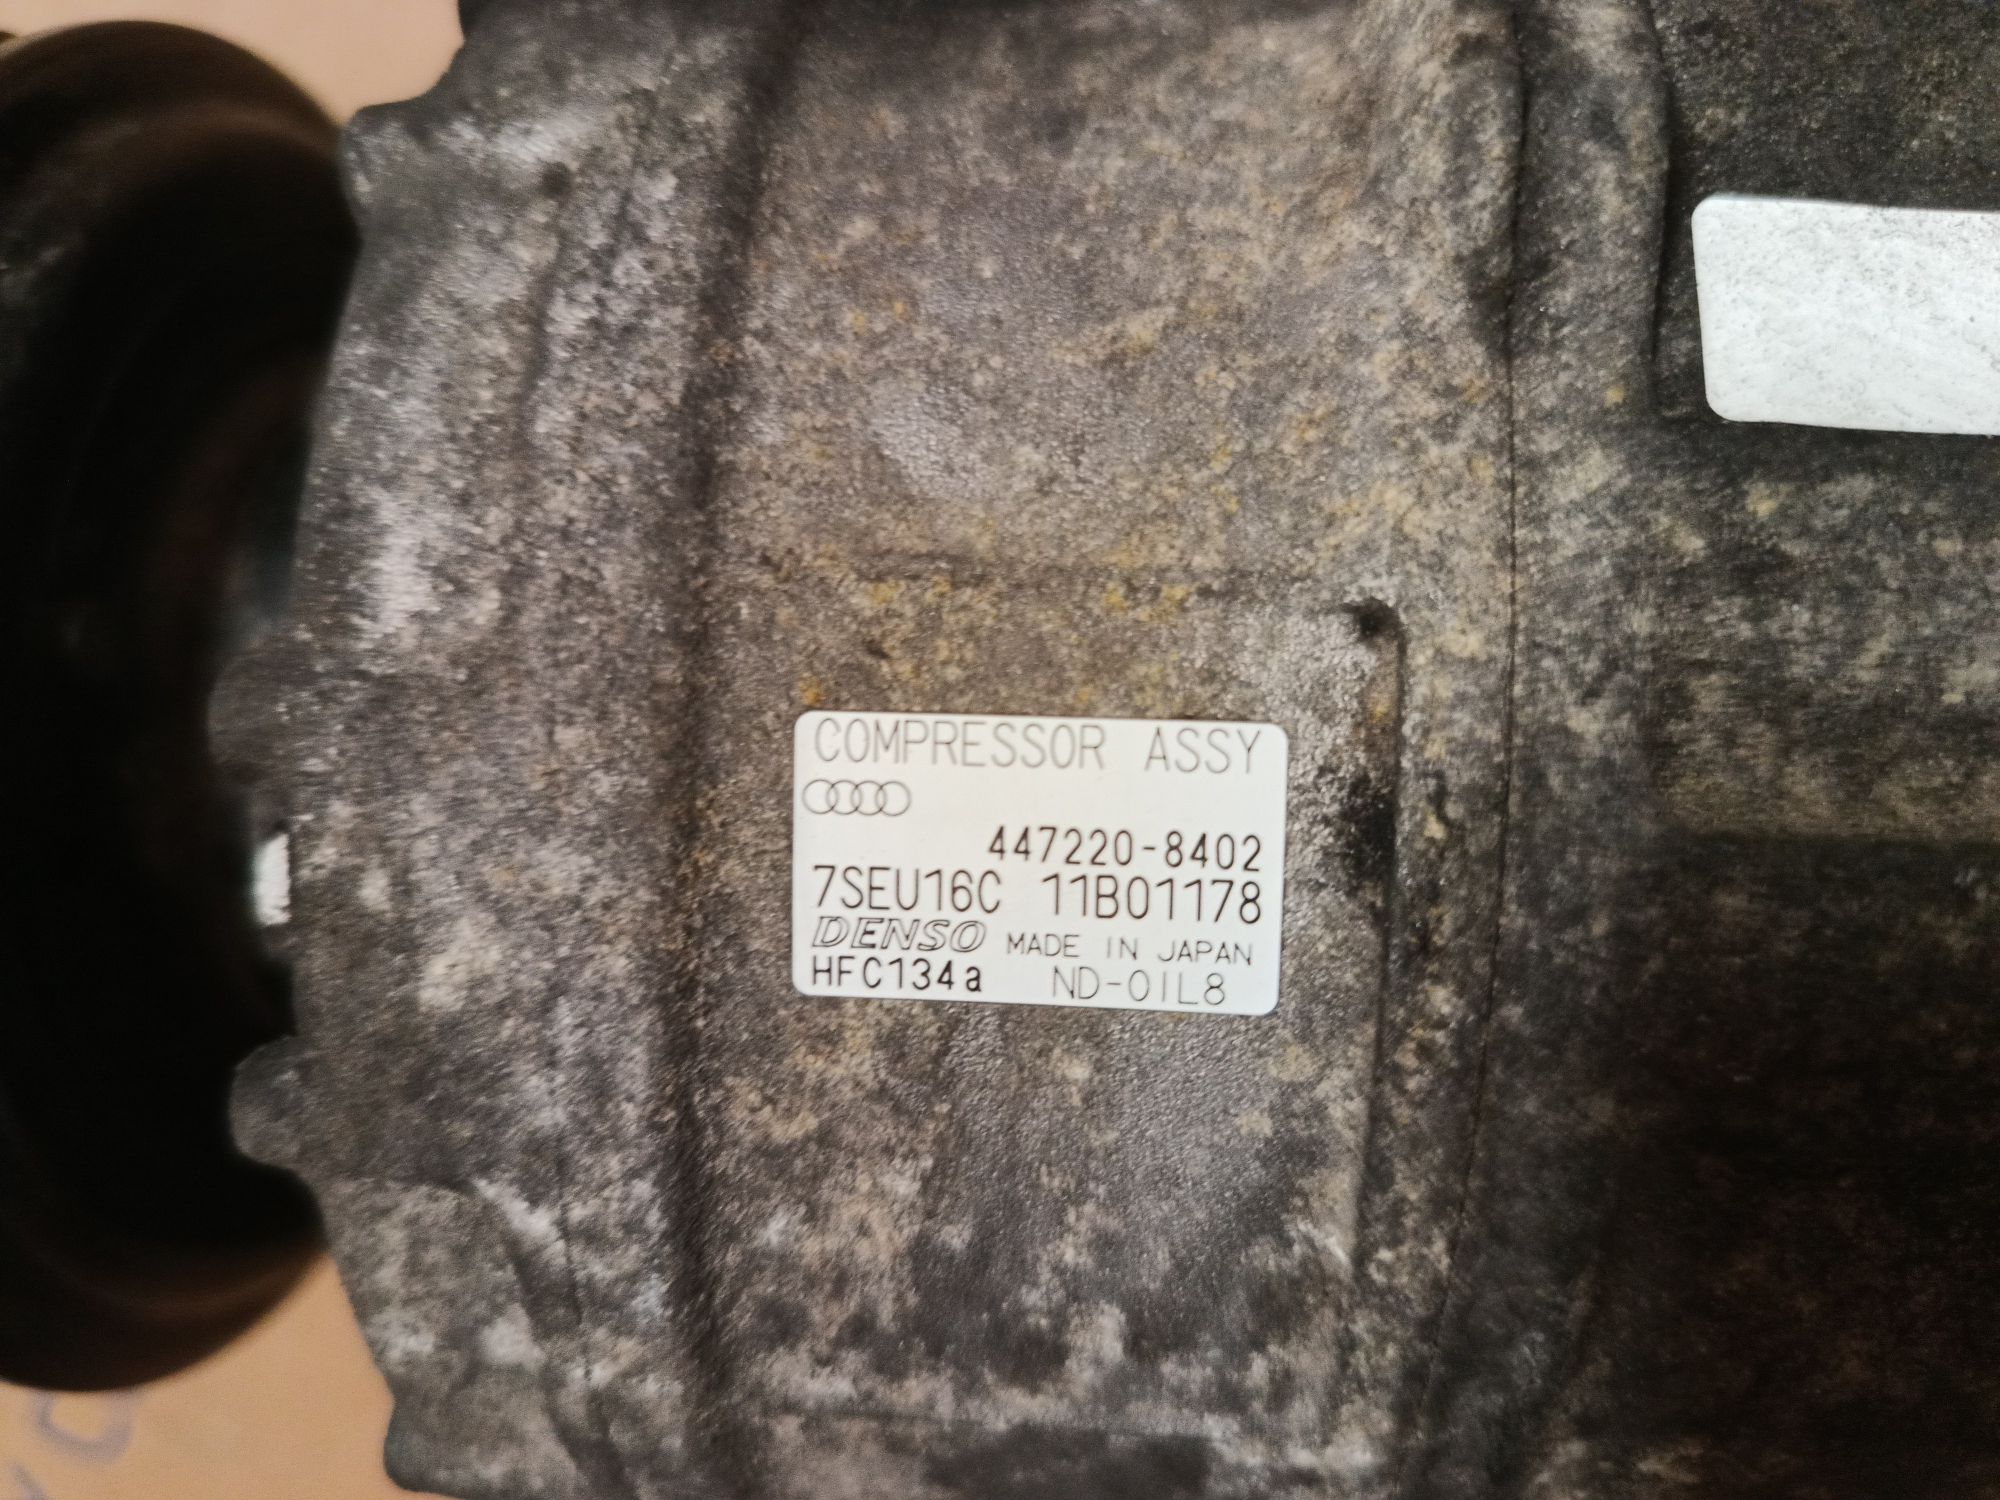 COMPRESSOR ASSY
447220-8402
7SEU16C 11B01178
DENSO MADE IN JAPAN
HFC134a ND-OIL8